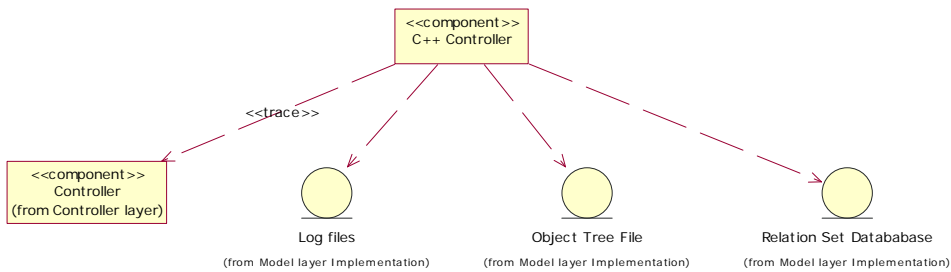 <<component>>
C++ Controller
<<trace>>
<<component>>
Controller
(from Controller layer)
Log files
(from Model layer Implementation)
Object Tree File
(from Model layer Implementation)
Relation Set Datababase
(from Model layer Implementation)